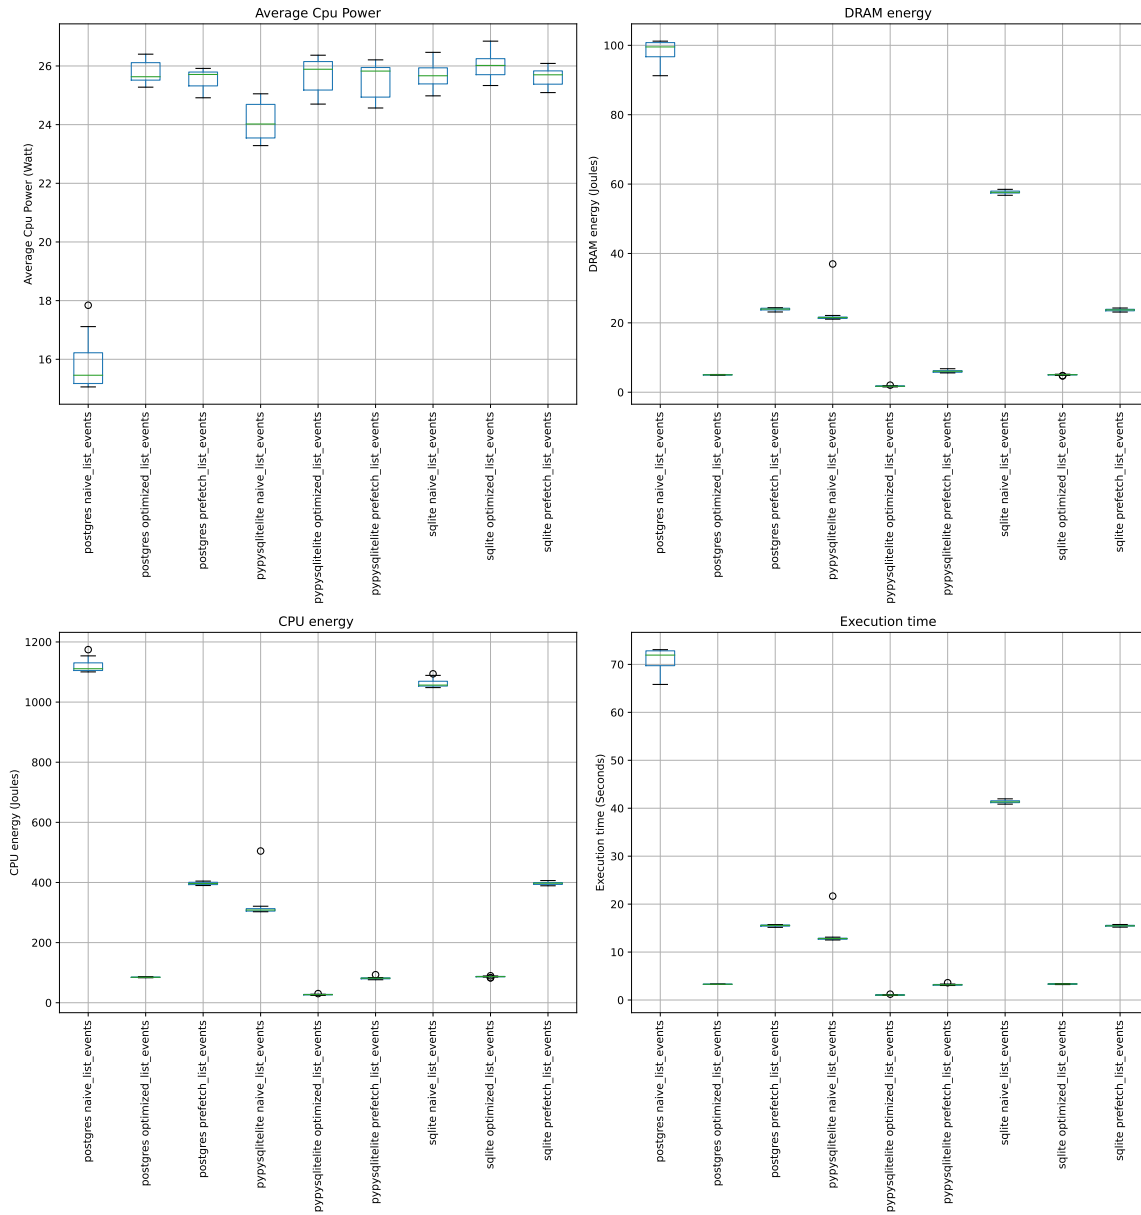 Average Cpu Power
Average Cpu Power (Watt)
26
24
22
20
18
16
postgres naive_list_events
postgres optimized_list_events
postgres prefetch_list_events
pypysqlitelite naive_list_events
pypysqlitelite optimized_list_events
pypysqlitelite prefetch_list_events
sqlite naive_list_events
sqlite optimized_list_events
sqlite prefetch_list_events
DRAM energy
DRAM energy (Joules)
100
80
60
40
20
0
postgres naive_list_events
postgres optimized_list_events
postgres prefetch_list_events
pypysqlitelite naive_list_events
pypysqlitelite optimized_list_events
pypysqlitelite prefetch_list_events
sqlite naive_list_events
sqlite optimized_list_events
sqlite prefetch_list_events
CPU energy
CPU energy (Joules)
1200
1000
800
600
400
200
0
postgres naive_list_events
postgres optimized_list_events
postgres prefetch_list_events
pypysqlitelite naive_list_events
pypysqlitelite optimized_list_events
pypysqlitelite prefetch_list_events
sqlite naive_list_events
sqlite optimized_list_events
sqlite prefetch_list_events
Execution time
Execution time (Seconds)
70
60
50
40
30
20
10
0
postgres naive_list_events
postgres optimized_list_events
postgres prefetch_list_events
pypysqlitelite naive_list_events
pypysqlitelite optimized_list_events
pypysqlitelite prefetch_list_events
sqlite naive_list_events
sqlite optimized_list_events
sqlite prefetch_list_events